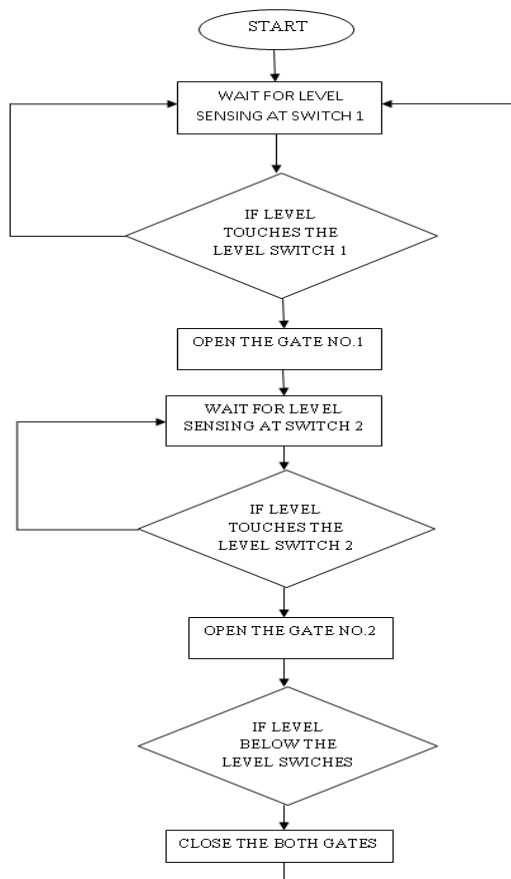 START
WAIT FOR LEVEL
SENSING AT SWITCH 1
IF LEVEL
TOUCHES THE
LEVEL SWITCH 1
OPEN THE GATE NO.1
WAIT FOR LEVEL
SENSING AT SWITCH 2
IF LEVEL
TOUCHES THE
LEVEL SWITCH 2
OPEN THE GATE NO.2
IF LEVEL
BELOW THE
LEVEL SWICHES
CLOSE THE BOTH GATES